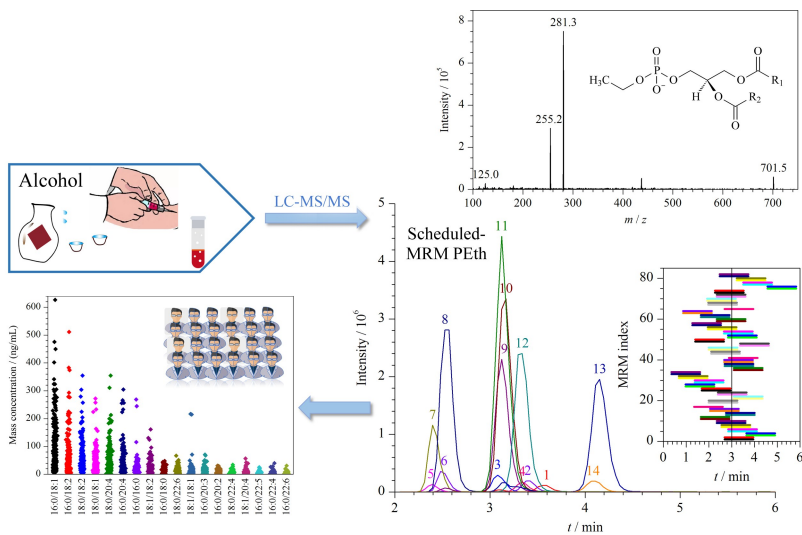 Alcohol
LC-MS/MS
Intensity / 10⁵
8
6
4
2
0
281.3
255.2
125.0
701.5
100 200 300 400 500 600 700
m / z
H₃C
O
O
P
O⁻
O
H
O
O
R₁
O
O
R₂
Scheduled-
MRM PEth
Intensity / 10⁶
5
4
3
2
1
0
11
10
8
9
12
13
7
6
5
3
4
2
1
14
2 3 4 5 6
t / min
MRM index
80
60
40
20
0
0 1 2 3 4 5 6
t / min
Mass concentration / (ng/mL)
600
500
400
300
200
100
0
16:0/18:1
16:0/18:2
18:0/18:2
18:0/18:1
16:0/20:4
18:0/20:4
16:0/16:0
18:1/18:2
16:0/18:0
18:0/22:6
18:1/18:1
16:0/20:3
16:0/20:2
18:0/22:4
18:1/20:4
16:0/22:5
16:0/22:4
16:0/22:6